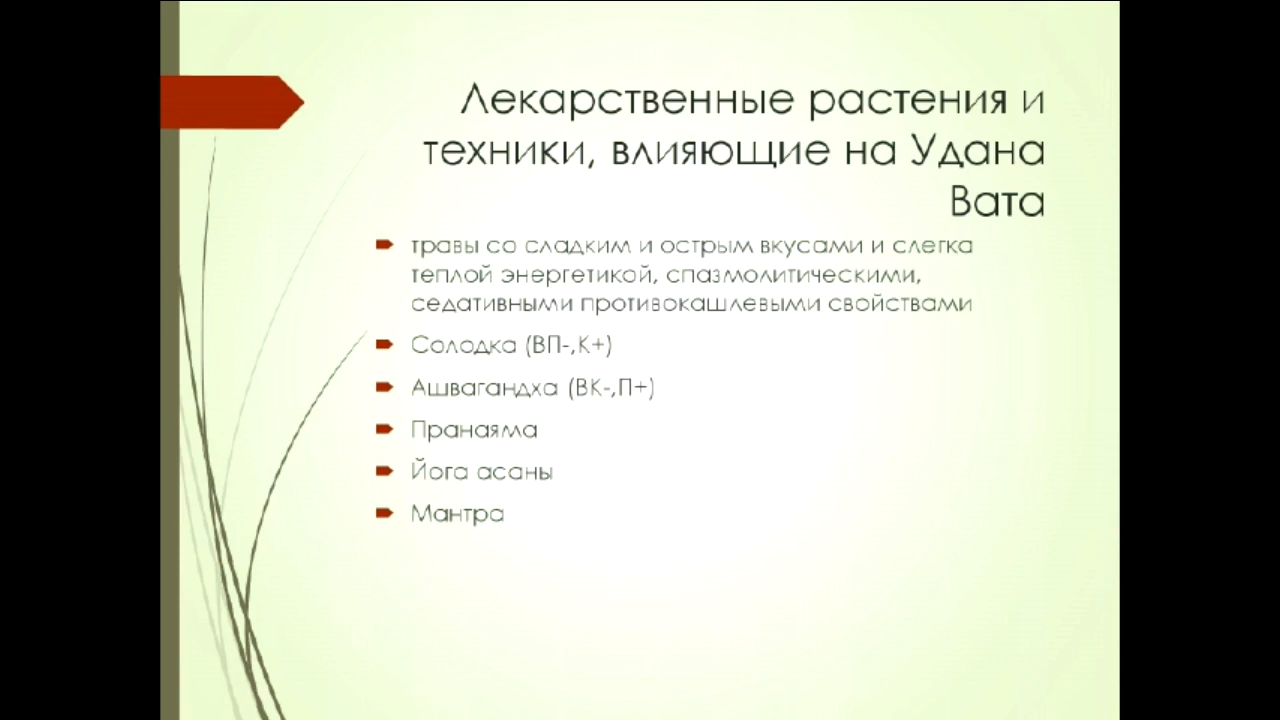 Лекарственные растения и
техники, влияющие на Удана
Вата
травы со сладким и острым вкусами и слегка
теплой энергетикой, спазмолитическими,
седативными противокашлевыми свойствами
Солодка (ВП-,К+)
Ашвагандха (ВК-,П+)
Пранаяма
Йога асаны
Мантра